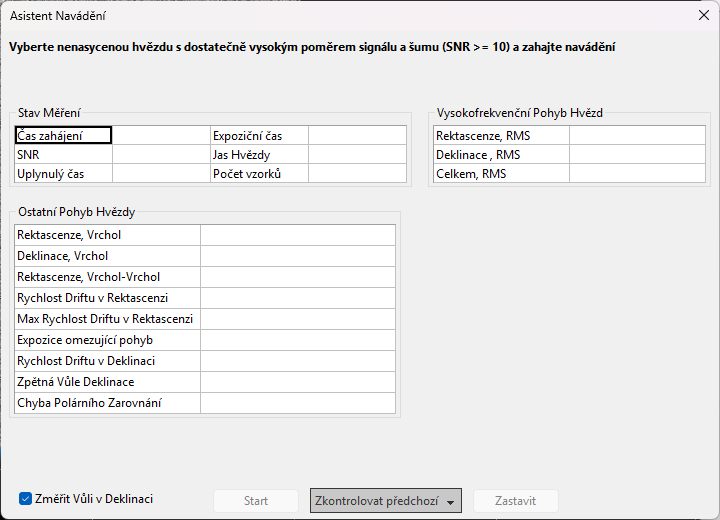 Asistent Navádění
Vyberte nenasycenou hvězdu s dostatečně vysokým poměrem signálu a šumu (SNR >= 10) a zahajte navádění
Stav Měření
Čas zahájení Expoziční čas
SNR Jas Hvězdy
Uplynulý čas Počet vzorků
Vysokofrekvenční Pohyb Hvězd
Rektascenze, RMS
Deklinace , RMS
Celkem, RMS
Ostatní Pohyb Hvězdy
Rektascenze, Vrchol
Deklinace, Vrchol
Rektascenze, Vrchol-Vrchol
Rychlost Driftu v Rektascenzi
Max Rychlost Driftu v Rektascenzi
Expozice omezující pohyb
Rychlost Driftu v Deklinaci
Zpětná Vůle Deklinace
Chyba Polárního Zarovnání
Změřit Vůli v Deklinaci Start Zkontrolovat předchozí Zastavit